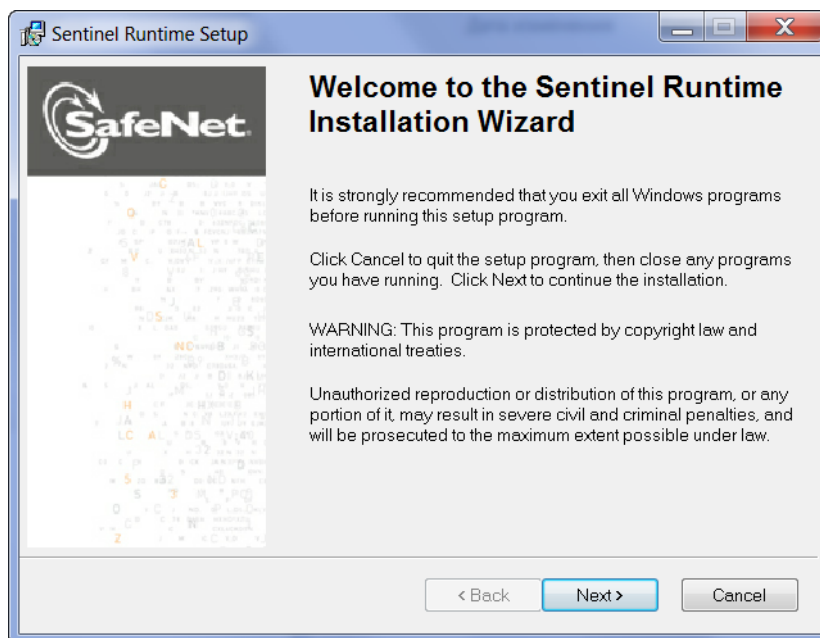 Sentinel Runtime Setup
SafeNet.
Welcome to the Sentinel Runtime
Installation Wizard
It is strongly recommended that you exit all Windows programs
before running this setup program.
Click Cancel to quit the setup program, then close any programs
you have running. Click Next to continue the installation.
WARNING: This program is protected by copyright law and
international treaties.
Unauthorized reproduction or distribution of this program, or any
portion of it, may result in severe civil and criminal penalties, and
will be prosecuted to the maximum extent possible under law.
< Back
Next >
Cancel